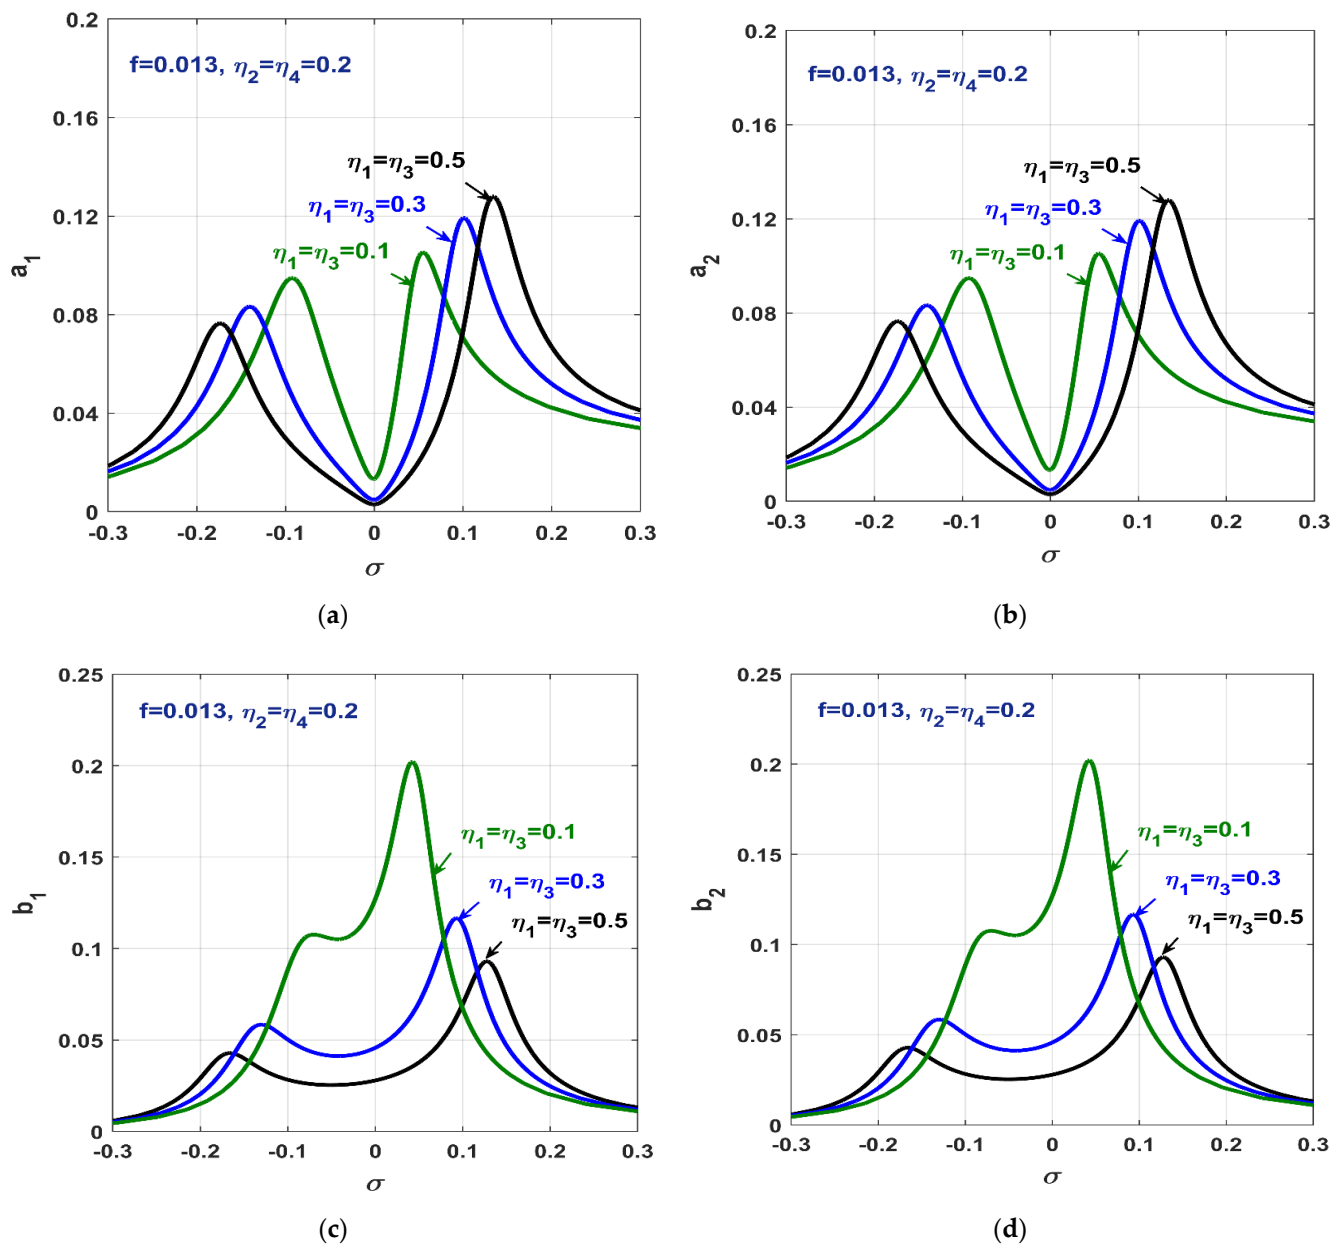 f=0.013, η₂=η₄=0.2
η₁=η₃=0.5
η₁=η₃=0.3
η₁=η₃=0.1
a₁
0.2
0.16
0.12
0.08
0.04
0
-0.3 -0.2 -0.1 0 0.1 0.2 0.3
σ
(a)
f=0.013, η₂=η₄=0.2
η₁=η₃=0.5
η₁=η₃=0.3
η₁=η₃=0.1
a₂
0.2
0.16
0.12
0.08
0.04
0
-0.3 -0.2 -0.1 0 0.1 0.2 0.3
σ
(b)
f=0.013, η₂=η₄=0.2
η₁=η₃=0.1
η₁=η₃=0.3
η₁=η₃=0.5
b₁
0.25
0.2
0.15
0.1
0.05
0
-0.3 -0.2 -0.1 0 0.1 0.2 0.3
σ
(c)
f=0.013, η₂=η₄=0.2
η₁=η₃=0.1
η₁=η₃=0.3
η₁=η₃=0.5
b₂
0.25
0.2
0.15
0.1
0.05
0
-0.3 -0.2 -0.1 0 0.1 0.2 0.3
σ
(d)